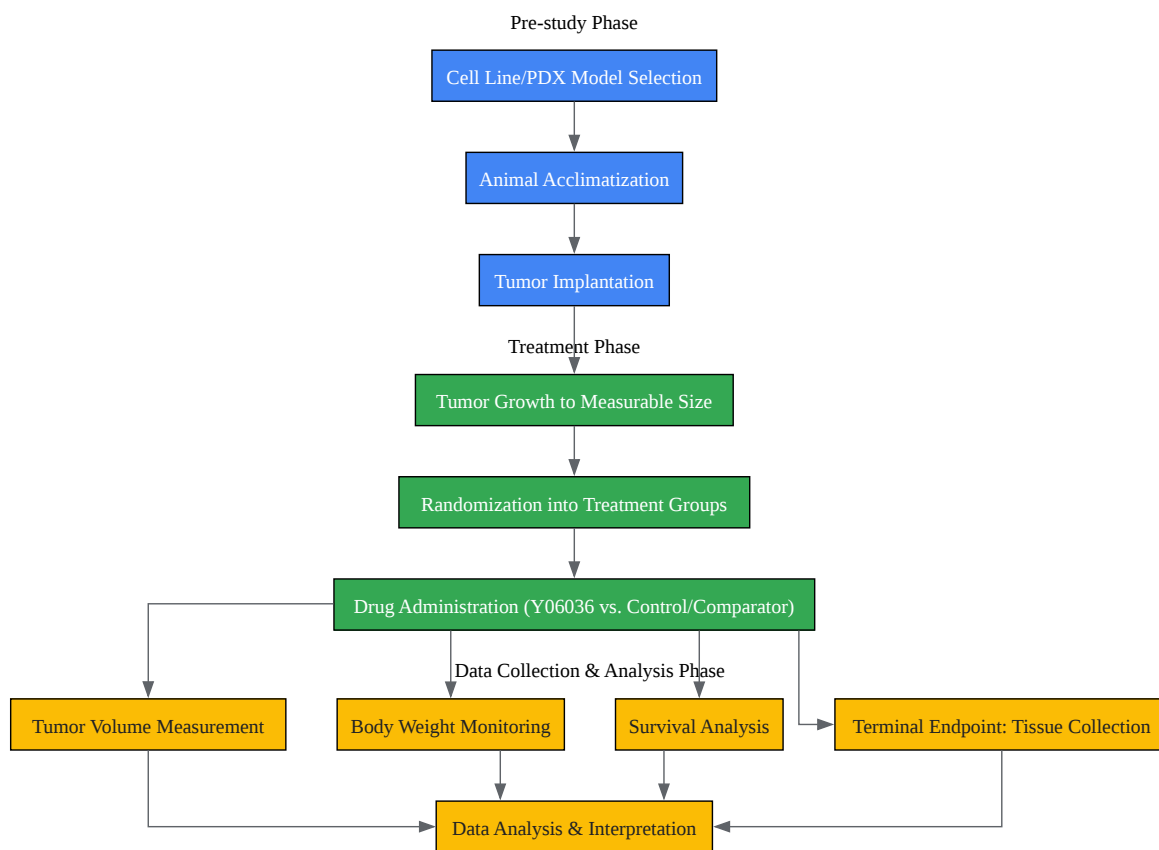 Pre-study Phase
Cell Line/PDX Model Selection
Animal Acclimatization
Tumor Implantation
Treatment Phase
Tumor Growth to Measurable Size
Randomization into Treatment Groups
Drug Administration (Y06036 vs. Control/Comparator)
Data Collection & Analysis Phase
Tumor Volume Measurement
Body Weight Monitoring
Survival Analysis
Terminal Endpoint: Tissue Collection
Data Analysis & Interpretation